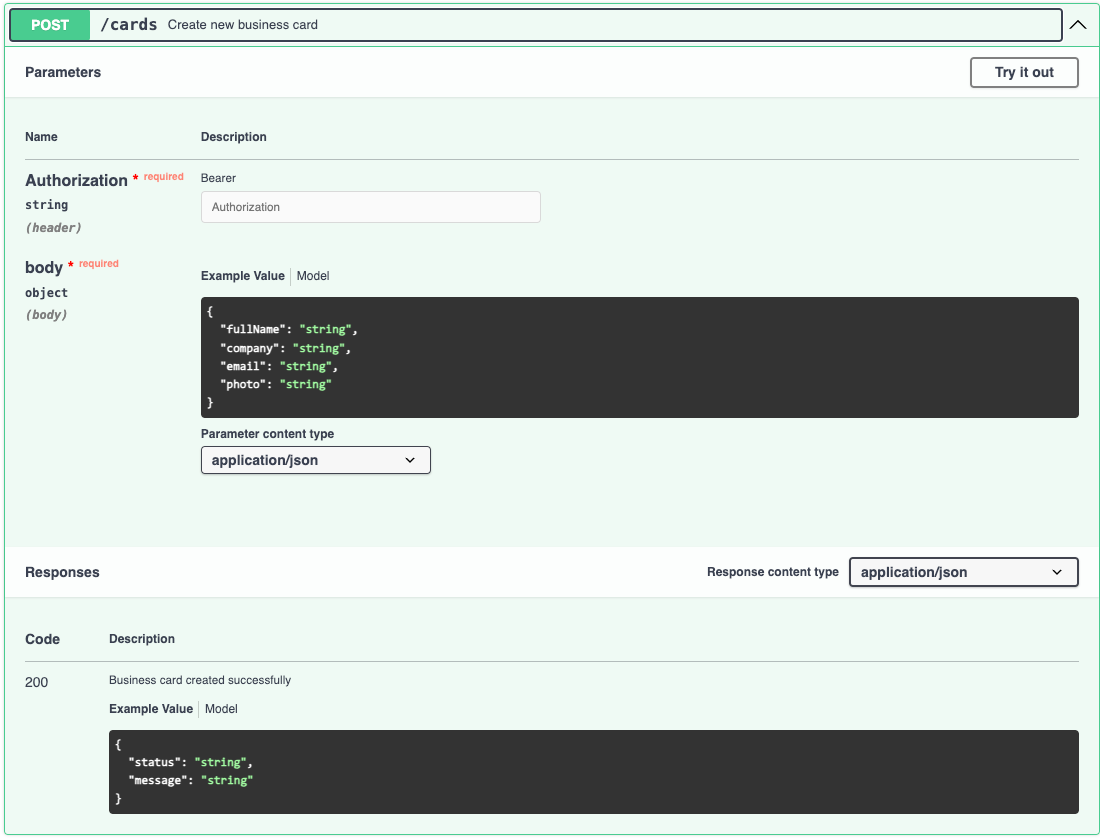 POST /cards Create new business card
Parameters
Try it out
Name Description
Authorization * required
string
(header)
Bearer
Authorization
body * required
object
(body)
Example Value Model
{
  "fullName": "string",
  "company": "string",
  "email": "string",
  "photo": "string"
}
Parameter content type
application/json
Responses
Response content type application/json
Code Description
200
Business card created successfully
Example Value Model
{
  "status": "string",
  "message": "string"
}